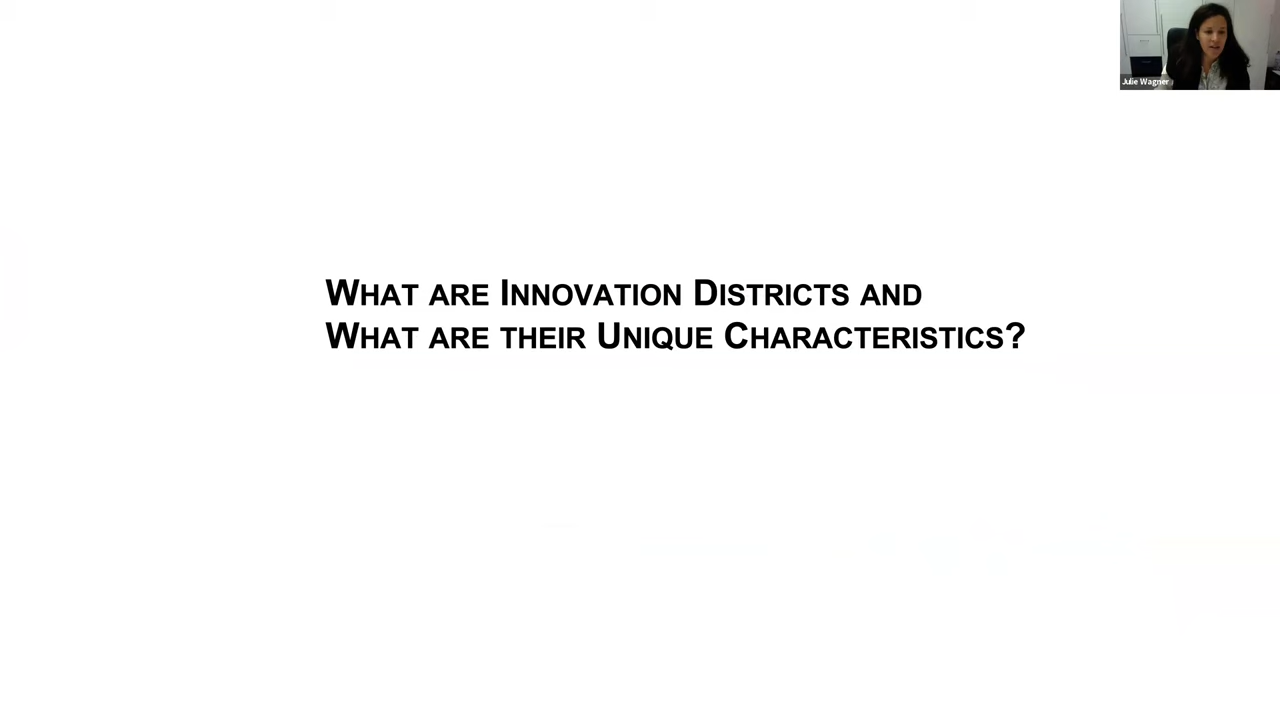 Julie Wagner
What are Innovation Districts and
What are their Unique Characteristics?